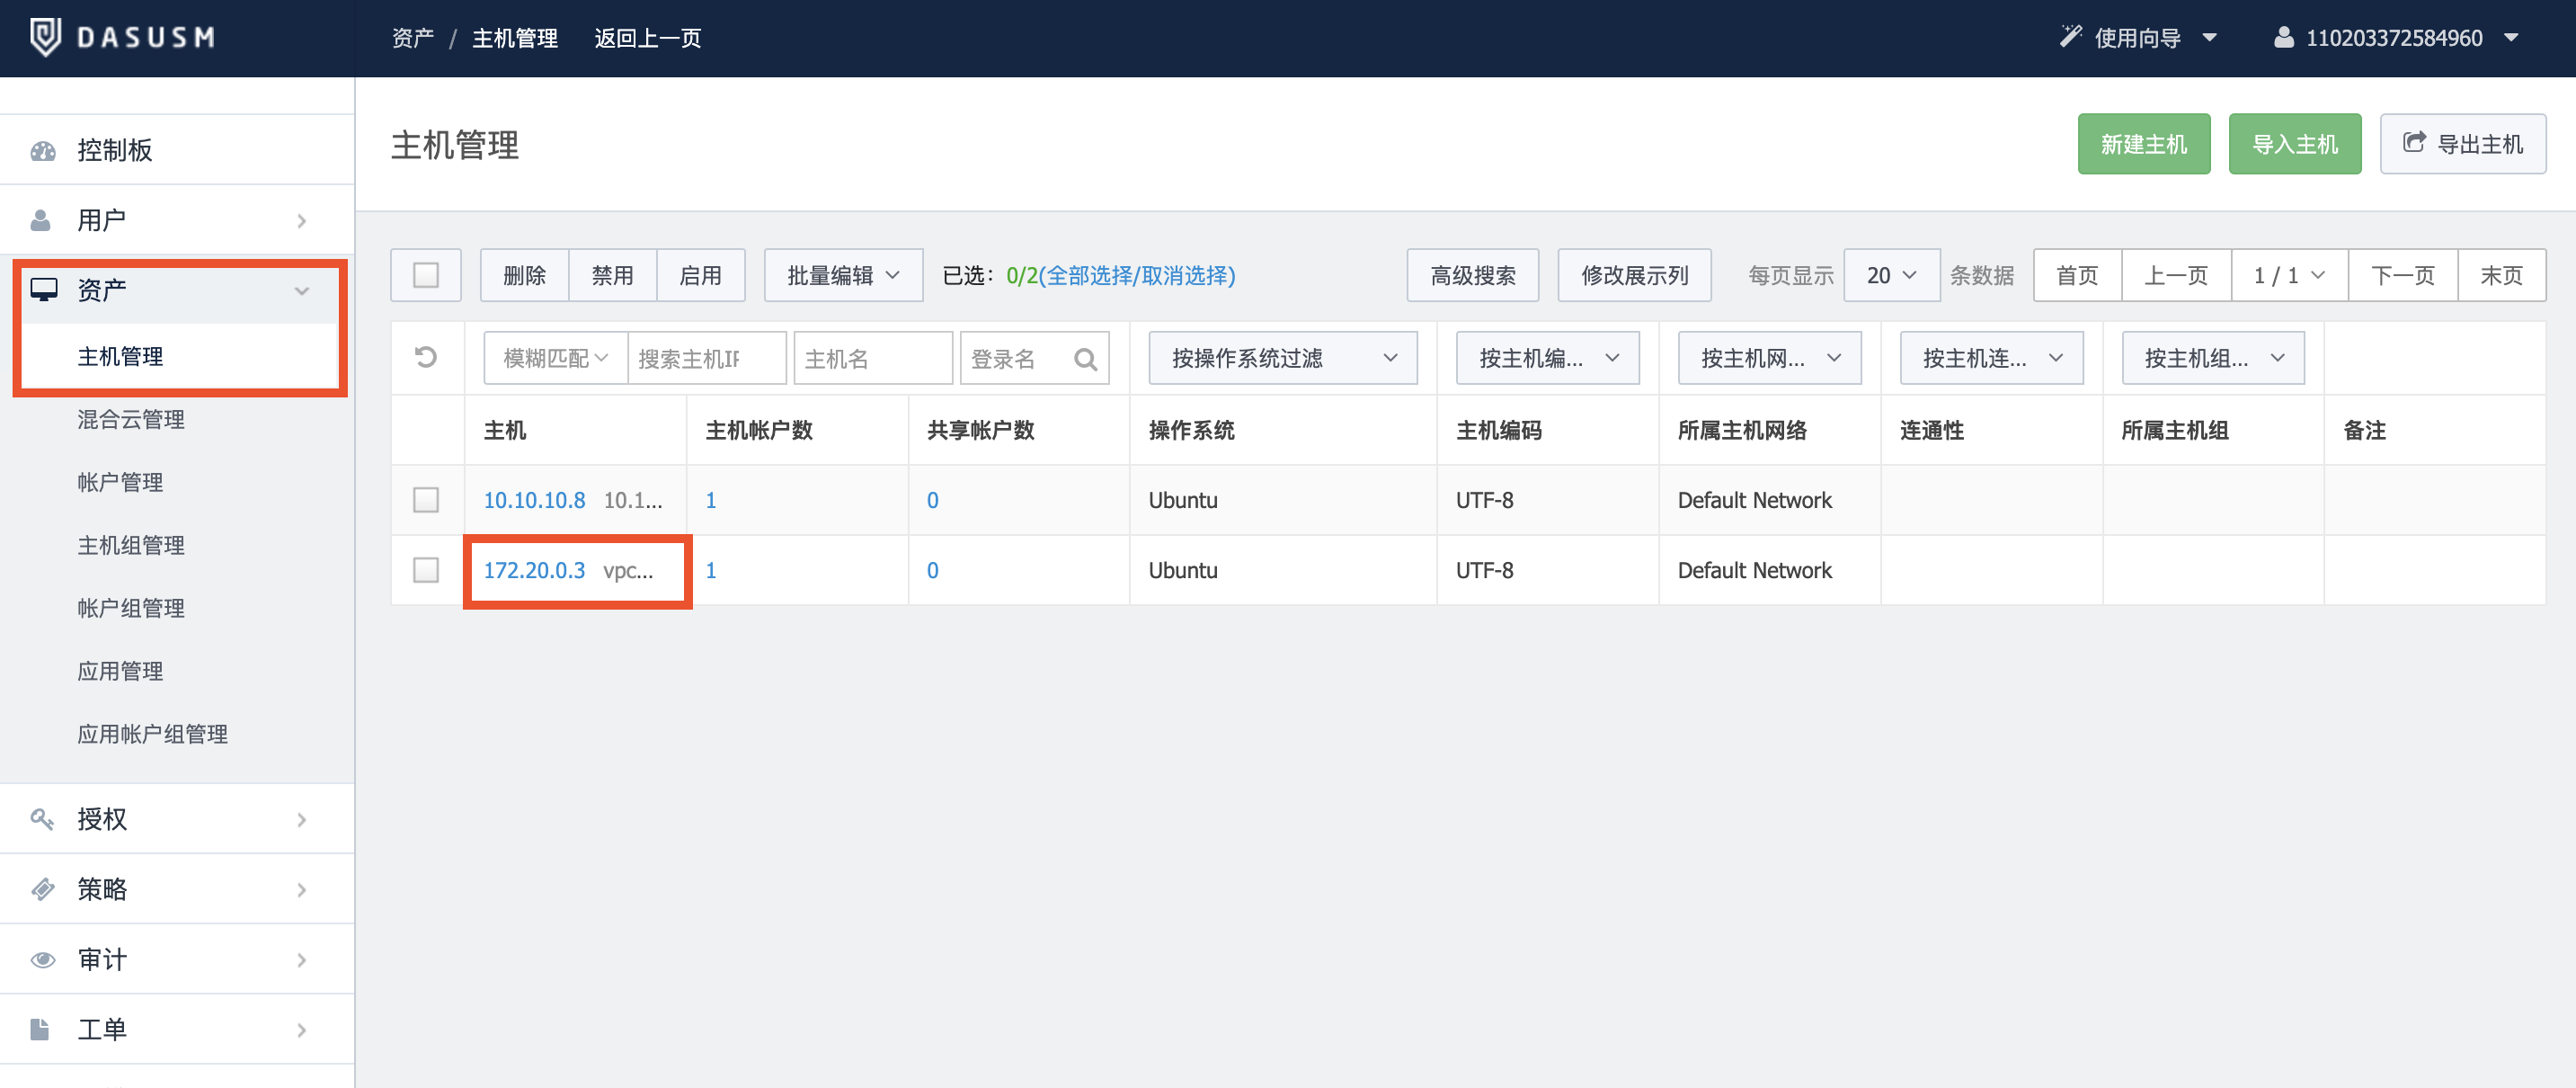 DASUSM
资产 / 主机管理 返回上一页
使用向导
110203372584960
控制板
用户
资产
主机管理
混合云管理
帐户管理
主机组管理
帐户组管理
应用管理
应用帐户组管理
授权
策略
审计
工单
主机管理
新建主机 导入主机 导出主机
删除 禁用 启用 批量编辑 已选：0/2(全部选择/取消选择) 高级搜索 修改展示列 每页显示 20 条数据 首页 上一页 1 / 1 下一页 末页
模糊匹配 搜索主机IP 主机名 登录名 按操作系统过滤 按主机编... 按主机网... 按主机连... 按主机组...
主机 主机帐户数 共享帐户数 操作系统 主机编码 所属主机网络 连通性 所属主机组 备注
10.10.10.8 10.1... 1 0 Ubuntu UTF-8 Default Network
172.20.0.3 vpc... 1 0 Ubuntu UTF-8 Default Network